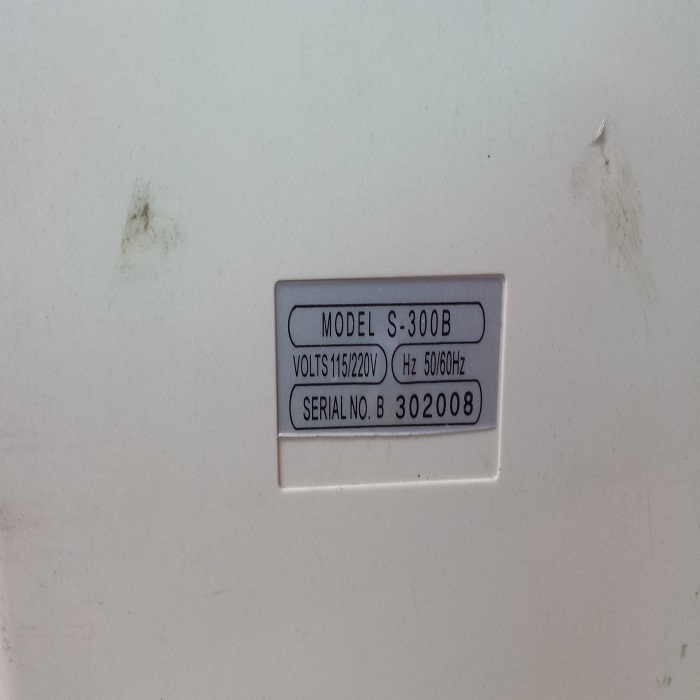 MODEL S-300B
VOLTS 115/220V Hz 50/60Hz
SERIAL NO. B 302008